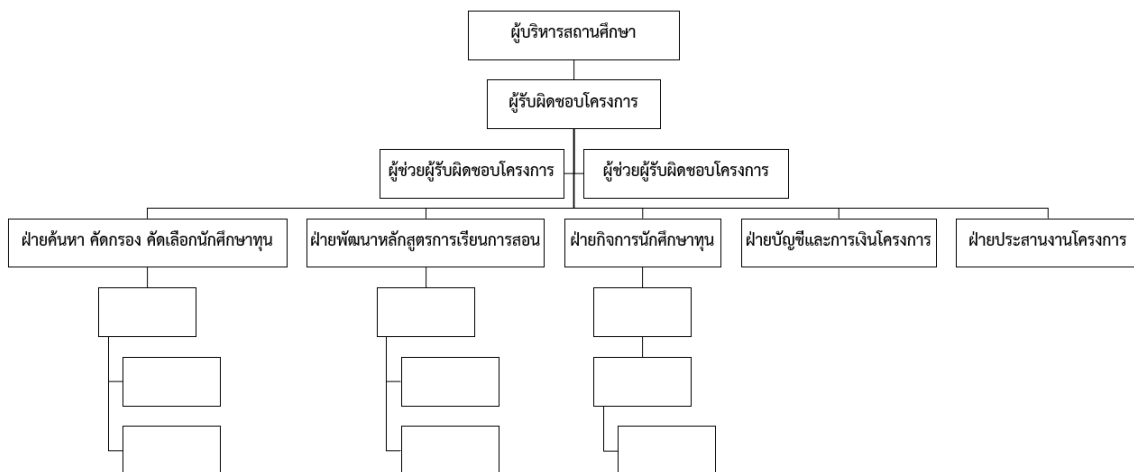 ผู้บริหารสถานศึกษา
ผู้รับผิดชอบโครงการ
ผู้ช่วยผู้รับผิดชอบโครงการ
ผู้ช่วยผู้รับผิดชอบโครงการ
ฝ่ายค้นหา คัดกรอง คัดเลือกนักศึกษาทุน
ฝ่ายพัฒนาหลักสูตรการเรียนการสอน
ฝ่ายกิจการนักศึกษาทุน
ฝ่ายบัญชีและการเงินโครงการ
ฝ่ายประสานงานโครงการ